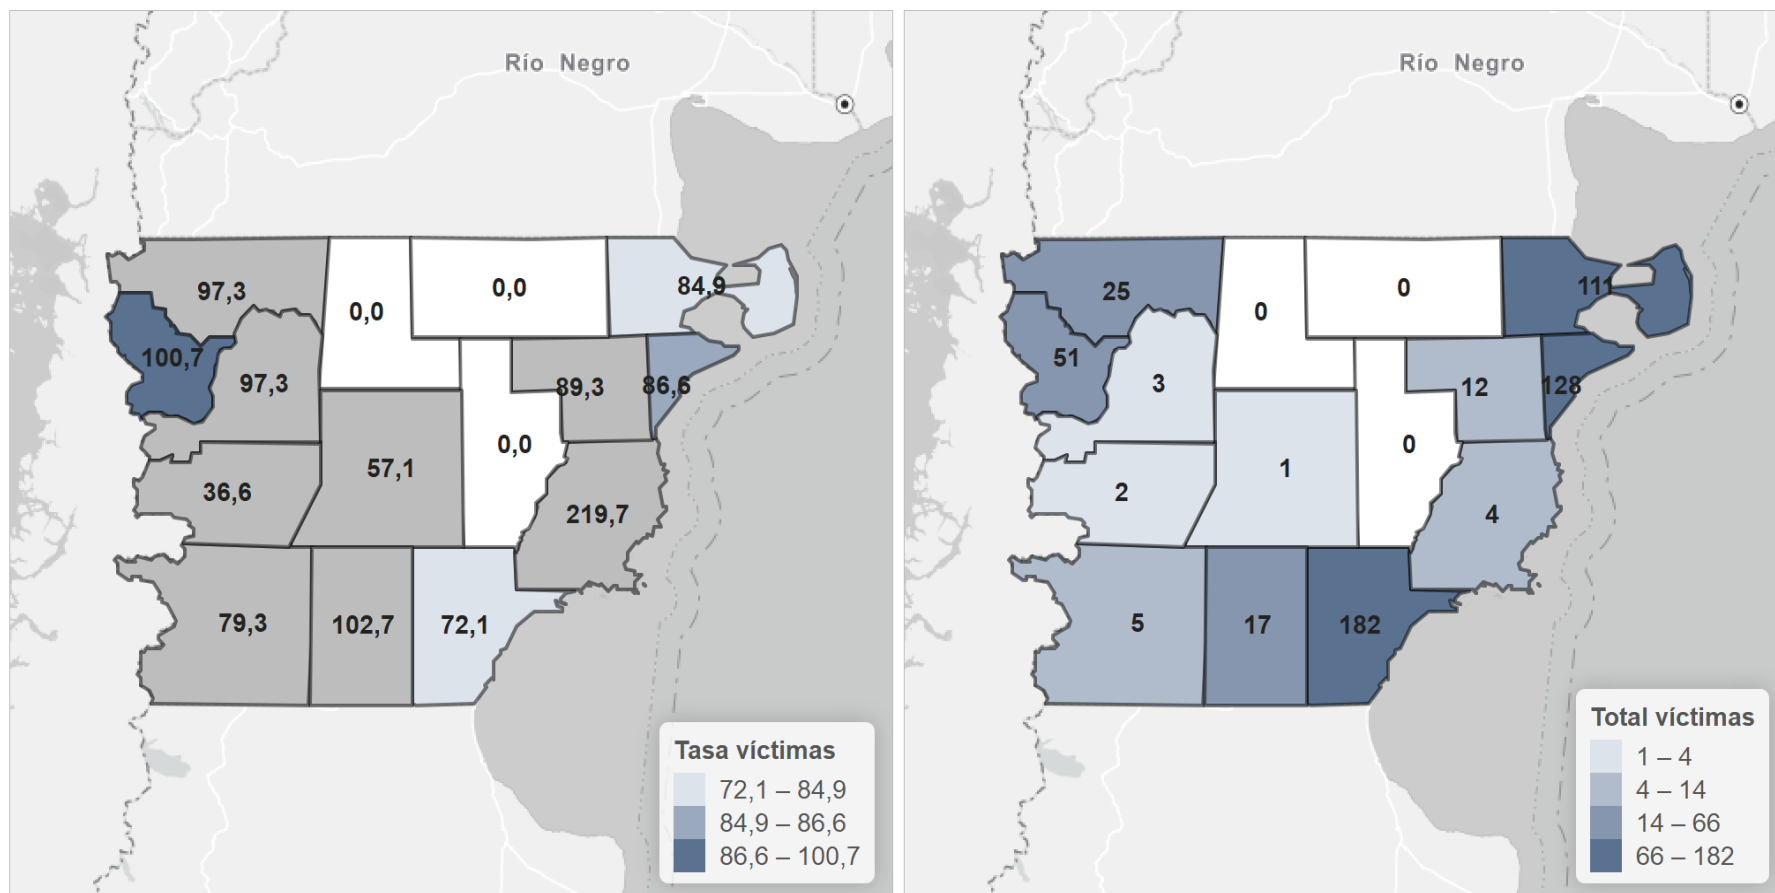 Río Negro
97,3
0,0
0,0
84,9
100,7
97,3
89,3
86,6
0,0
57,1
36,6
219,7
79,3
102,7
72,1
Tasa víctimas
72,1 – 84,9
84,9 – 86,6
86,6 – 100,7
Río Negro
25
0
0
111
51
3
12
128
0
1
2
4
5
17
182
Total víctimas
1 – 4
4 – 14
14 – 66
66 – 182